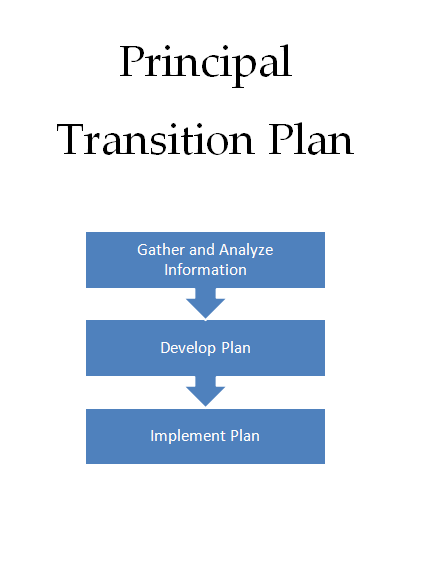 Principal
Transition Plan
Gather and Analyze
Information
Develop Plan
Implement Plan